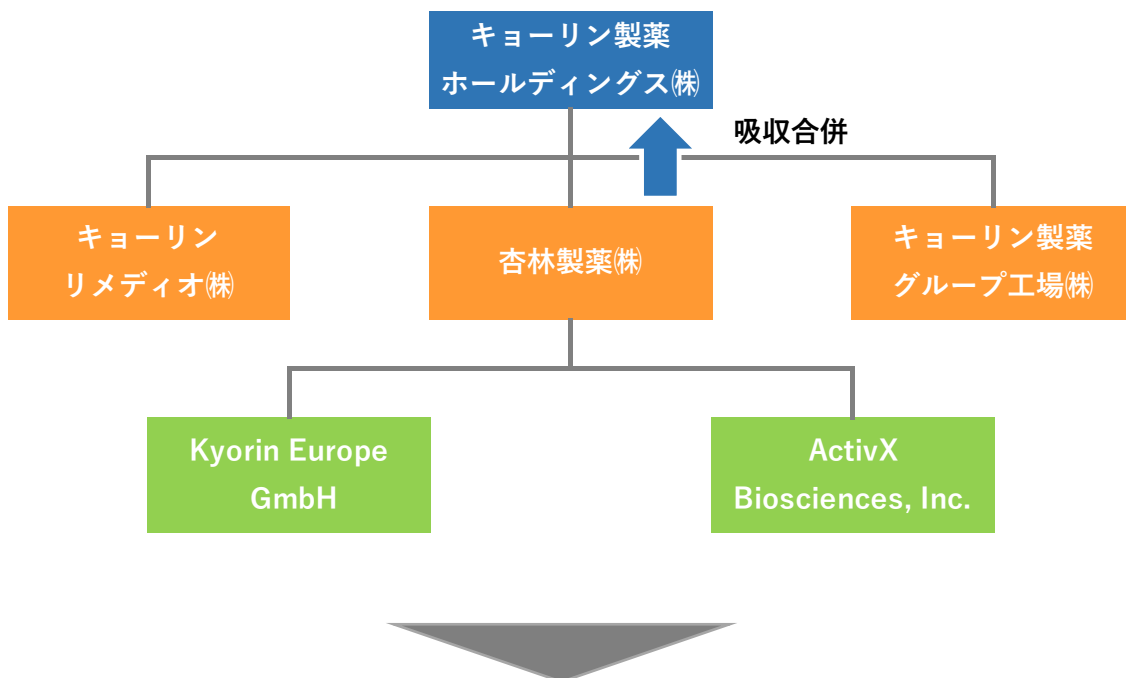 キョーリン製薬
ホールディングス㈱
吸収合併
キョーリン
リメディオ㈱
杏林製薬㈱
キョーリン製薬
グループ工場㈱
Kyorin Europe
GmbH
ActivX
Biosciences, Inc.